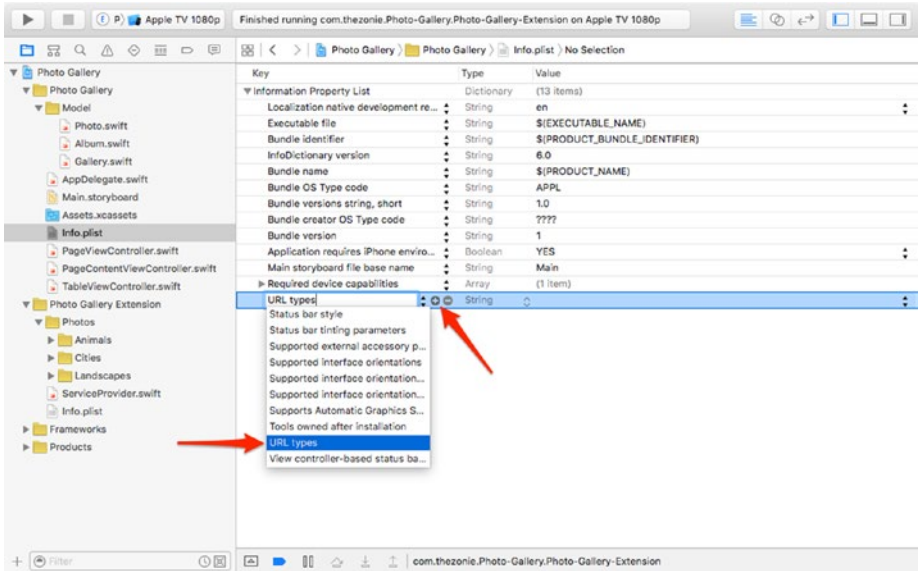 P) Apple TV 1080p Finished running com.thezonie.Photo-Gallery.Photo-Gallery-Extension on Apple TV 1080p
Photo Gallery Photo Gallery Info.plist No Selection
Photo Gallery
Photo Gallery
Model
Photo.swift
Album.swift
Gallery.swift
AppDelegate.swift
Main.storyboard
Assets.xcassets
Info.plist
PageViewController.swift
PageContentViewController.swift
TableViewController.swift
Photo Gallery Extension
Photos
Animals
Cities
Landscapes
ServiceProvider.swift
Info.plist
Frameworks
Products
Filter
Key Type Value
Information Property List Dictionary (13 items)
Localization native development re... String en
Executable file String $(EXECUTABLE_NAME)
Bundle identifier String $(PRODUCT_BUNDLE_IDENTIFIER)
InfoDictionary version String 6.0
Bundle name String $(PRODUCT_NAME)
Bundle OS Type code String APPL
Bundle versions string, short String 1.0
Bundle creator OS Type code String ????
Bundle version String 1
Application requires iPhone enviro... Boolean YES
Main storyboard file base name String Main
Required device capabilities Array (1 item)
URL types String
Status bar style
Status bar tinting parameters
Supported external accessory p...
Supported interface orientations
Supported interface orientation...
Supported interface orientation...
Supports Automatic Graphics S...
Tools owned after installation
URL types
View controller-based status ba...
com.thezonie.Photo-Gallery.Photo-Gallery-Extension